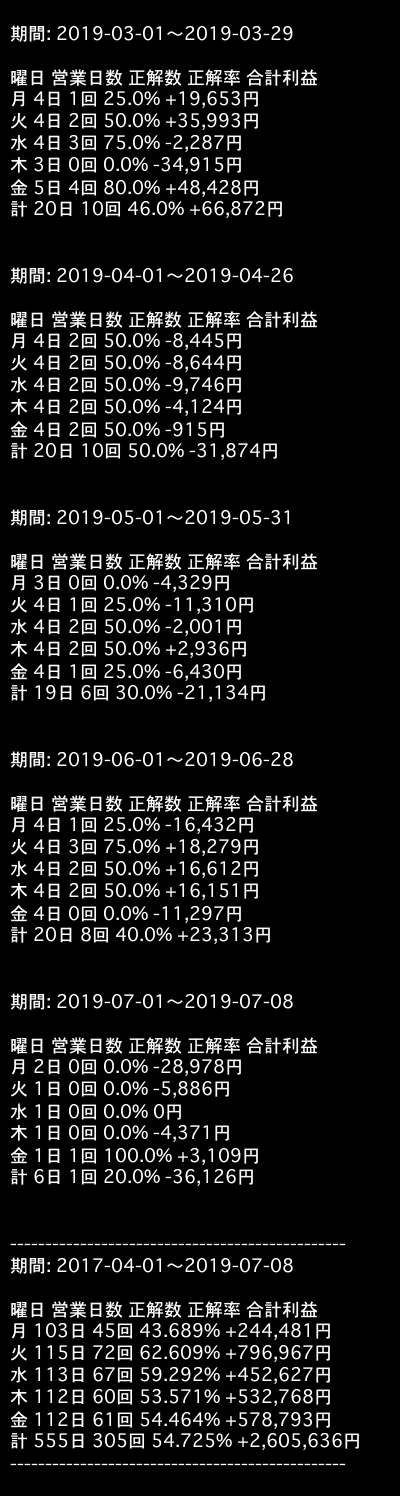 期間: 2019-03-01〜2019-03-29
曜日 営業日数 正解数 正解率 合計利益
月 4日 1回 25.0% +19,653円
火 4日 2回 50.0% +35,993円
水 4日 3回 75.0% -2,287円
木 3日 0回 0.0% -34,915円
金 5日 4回 80.0% +48,428円
計 20日 10回 46.0% +66,872円
期間: 2019-04-01〜2019-04-26
曜日 営業日数 正解数 正解率 合計利益
月 4日 2回 50.0% -8,445円
火 4日 2回 50.0% -8,644円
水 4日 2回 50.0% -9,746円
木 4日 2回 50.0% -4,124円
金 4日 2回 50.0% -915円
計 20日 10回 50.0% -31,874円
期間: 2019-05-01〜2019-05-31
曜日 営業日数 正解数 正解率 合計利益
月 3日 0回 0.0% -4,329円
火 4日 1回 25.0% -11,310円
水 4日 2回 50.0% -2,001円
木 4日 2回 50.0% +2,936円
金 4日 1回 25.0% -6,430円
計 19日 6回 30.0% -21,134円
期間: 2019-06-01〜2019-06-28
曜日 営業日数 正解数 正解率 合計利益
月 4日 1回 25.0% -16,432円
火 4日 3回 75.0% +18,279円
水 4日 2回 50.0% +16,612円
木 4日 2回 50.0% +16,151円
金 4日 0回 0.0% -11,297円
計 20日 8回 40.0% +23,313円
期間: 2019-07-01〜2019-07-08
曜日 営業日数 正解数 正解率 合計利益
月 2日 0回 0.0% -28,978円
火 1日 0回 0.0% -5,886円
水 1日 0回 0.0% 0円
木 1日 0回 0.0% -4,371円
金 1日 1回 100.0% +3,109円
計 6日 1回 20.0% -36,126円
------------------------------------------------
期間: 2017-04-01〜2019-07-08
曜日 営業日数 正解数 正解率 合計利益
月 103日 45回 43.689% +244,481円
火 115日 72回 62.609% +796,967円
水 113日 67回 59.292% +452,627円
木 112日 60回 53.571% +532,768円
金 112日 61回 54.464% +578,793円
計 555日 305回 54.725% +2,605,636円
------------------------------------------------